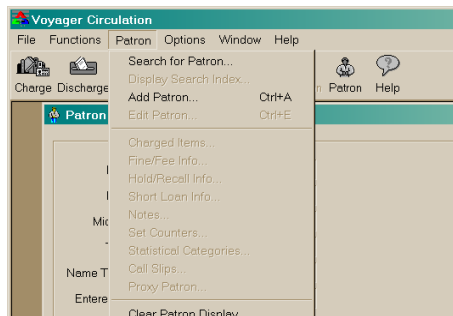 Voyager Circulation
File Functions Patron Options Window Help
Charge Discharge Patron Help
Search for Patron...
Display Search Index...
Add Patron... Ctrl+A
Edit Patron... Ctrl+E
Charged Items...
Fine/Fee Info...
Hold/Recall Info...
Short Loan Info...
Notes...
Set Counters...
Statistical Categories...
Call Slips...
Proxy Patron...
Clear Patron Display
Patron
Name T
Entere